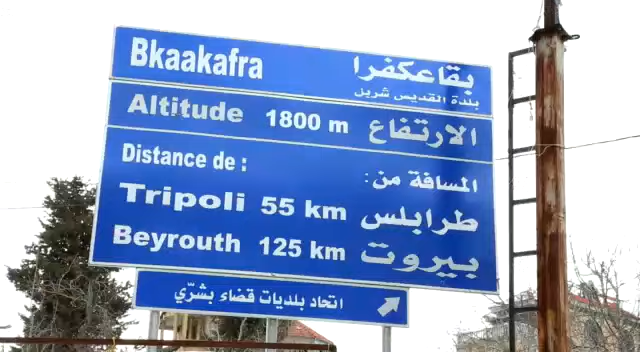 Bkaakafra بقاعكفرا
بلدة القديس شربل
Altitude 1800 m الارتفاع
Distance de : المسافة من:
Tripoli 55 km طرابلس
Beyrouth 125 km بيروت
اتحاد بلديات قضاء بشرّي